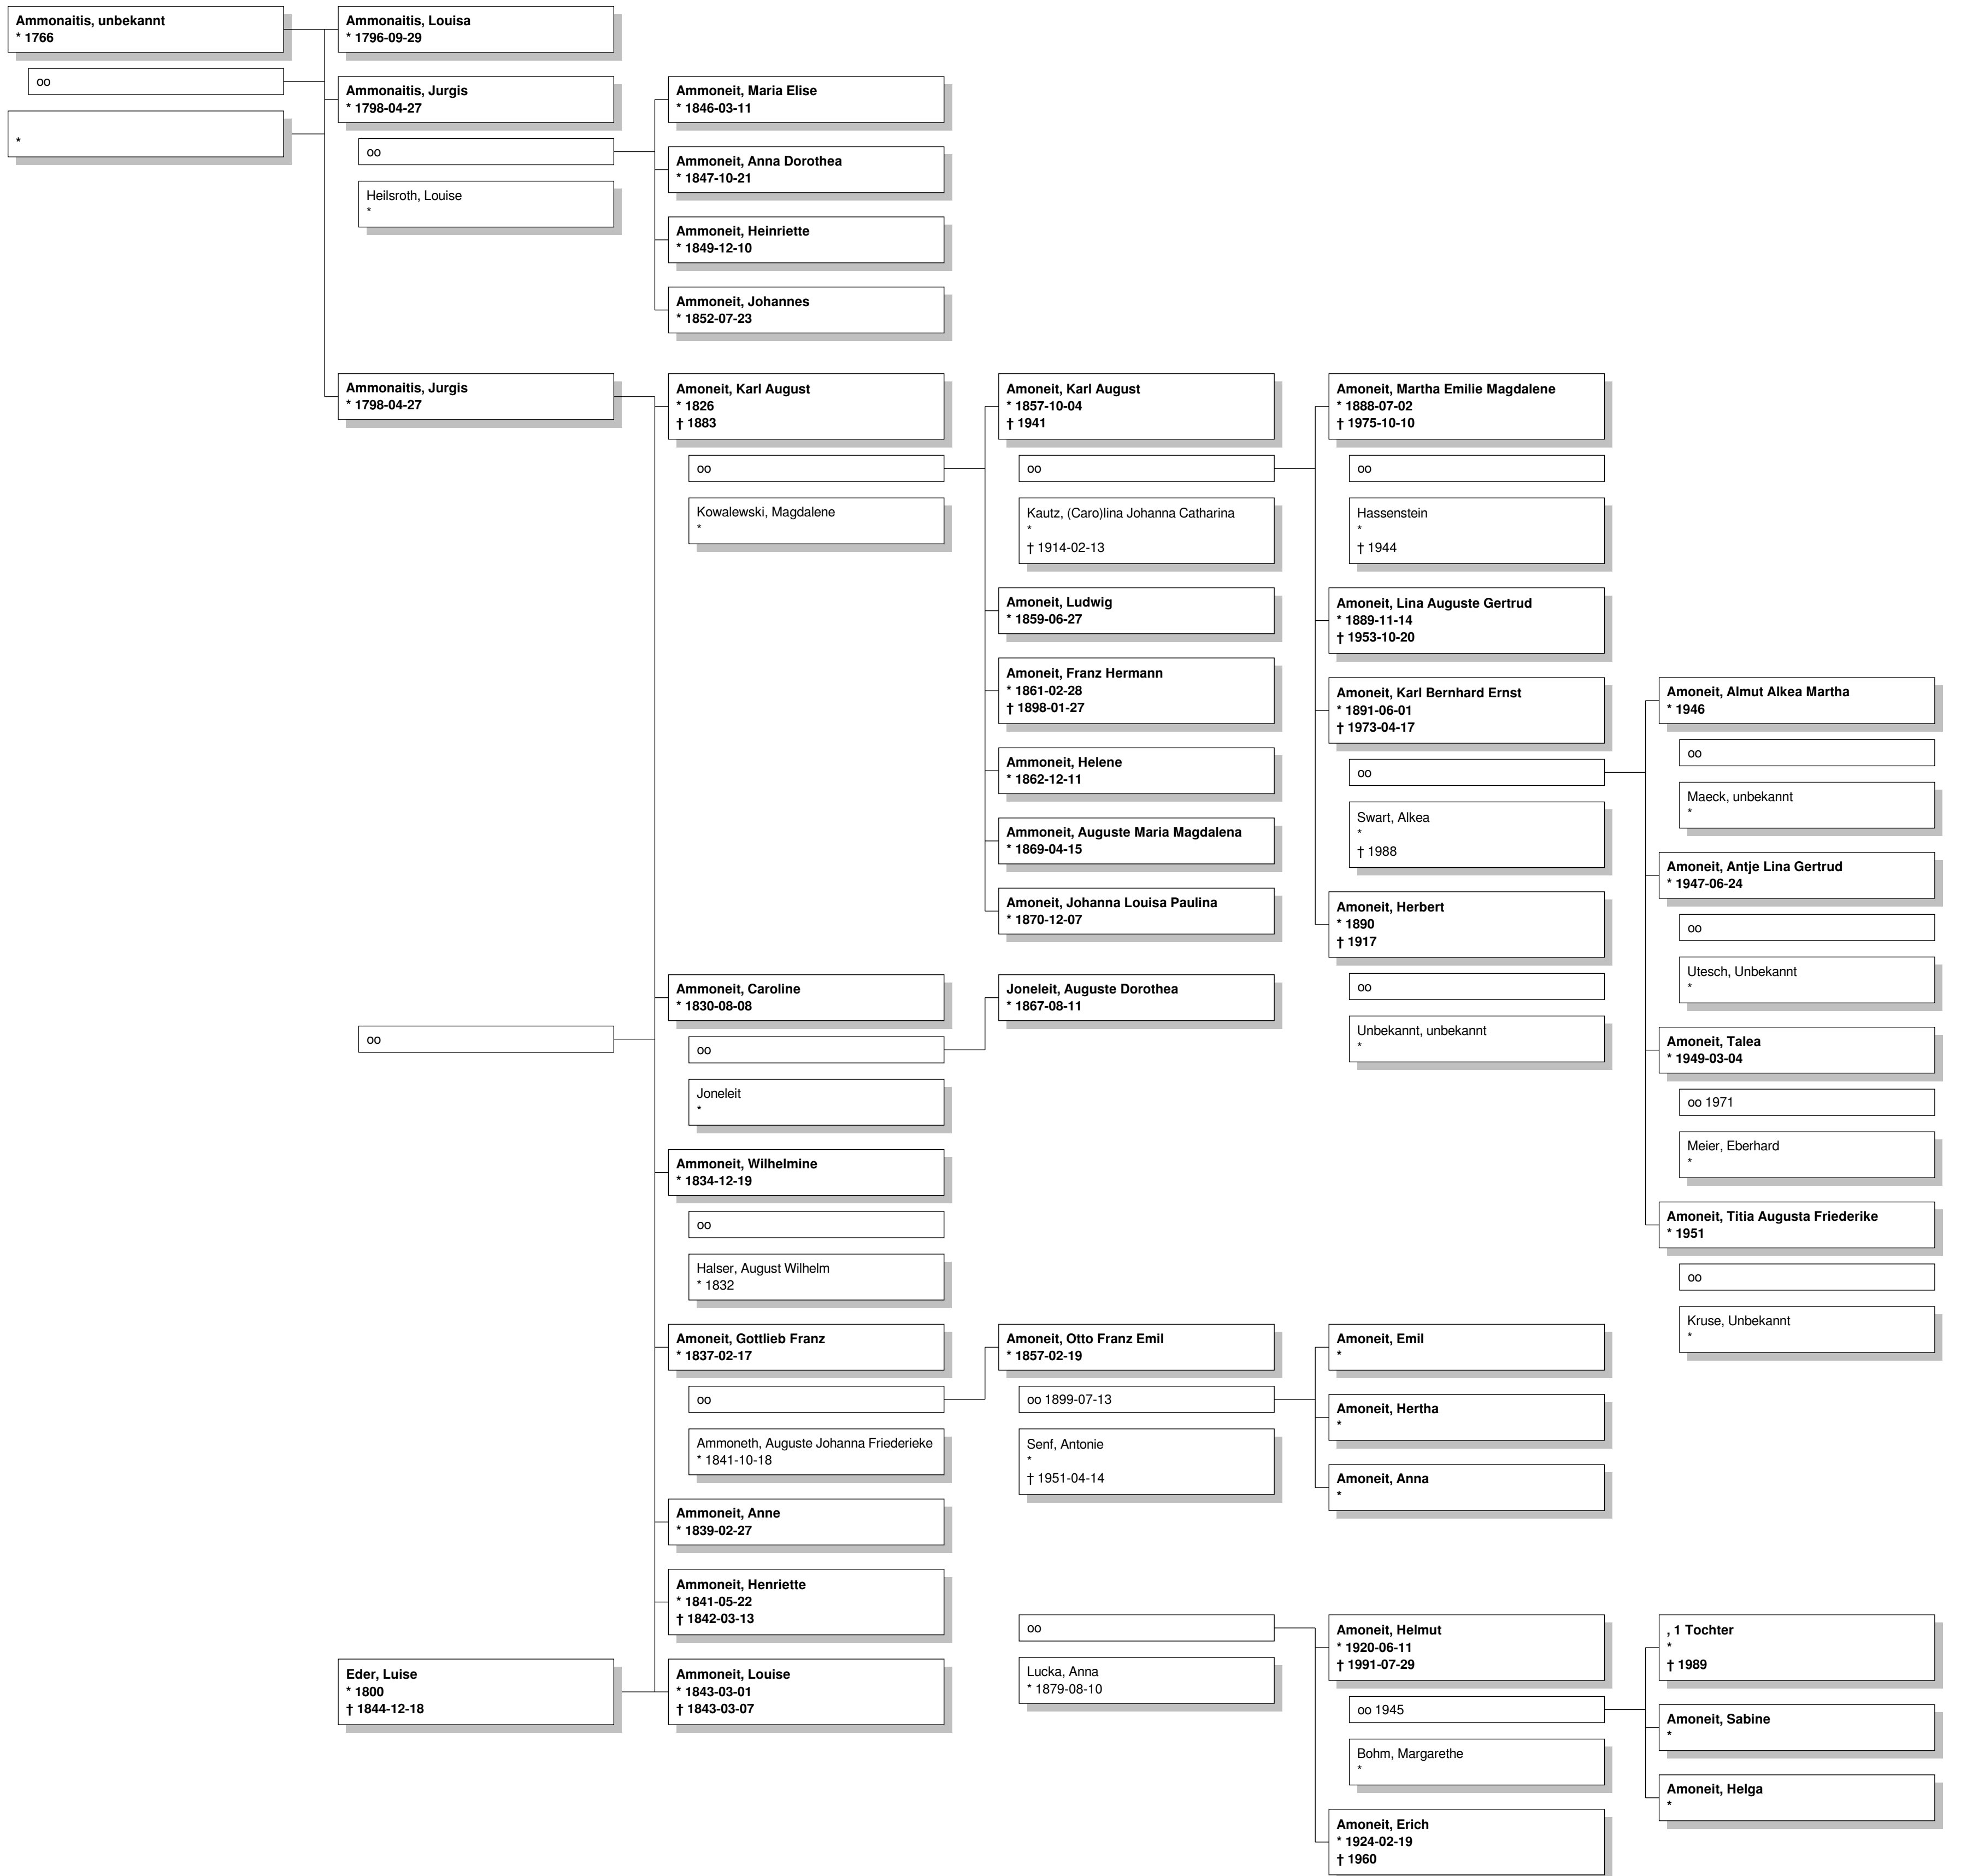 Ammonaitis, unbekannt
* 1766
oo
*
Ammonaitis, Louisa
* 1796-09-29
Ammonaitis, Jurgis
* 1798-04-27
oo
Heilsroth, Louise
*
Ammoneit, Maria Elise
* 1846-03-11
Ammoneit, Anna Dorothea
* 1847-10-21
Ammoneit, Heinriette
* 1849-12-10
Ammoneit, Johannes
* 1852-07-23
Ammonaitis, Jurgis
* 1798-04-27
oo
Eder, Luise
* 1800
† 1844-12-18
Amoneit, Karl August
* 1826
† 1883
oo
Kowalewski, Magdalene
*
Ammoneit, Caroline
* 1830-08-08
oo
Joneleit
*
Ammoneit, Wilhelmine
* 1834-12-19
oo
Halser, August Wilhelm
* 1832
Amoneit, Gottlieb Franz
* 1837-02-17
oo
Ammoneth, Auguste Johanna Friederieke
* 1841-10-18
Ammoneit, Anne
* 1839-02-27
Ammoneit, Henriette
* 1841-05-22
† 1842-03-13
Ammoneit, Louise
* 1843-03-01
† 1843-03-07
Amoneit, Karl August
* 1857-10-04
† 1941
oo
Kautz, (Caro)lina Johanna Catharina
*
† 1914-02-13
Amoneit, Ludwig
* 1859-06-27
Amoneit, Franz Hermann
* 1861-02-28
† 1898-01-27
Ammoneit, Helene
* 1862-12-11
Ammoneit, Auguste Maria Magdalena
* 1869-04-15
Amoneit, Johanna Louisa Paulina
* 1870-12-07
Joneleit, Auguste Dorothea
* 1867-08-11
Amoneit, Otto Franz Emil
* 1857-02-19
oo 1899-07-13
Senf, Antonie
*
† 1951-04-14
oo
Lucka, Anna
* 1879-08-10
Amoneit, Martha Emilie Magdalene
* 1888-07-02
† 1975-10-10
oo
Hassenstein
*
† 1944
Amoneit, Lina Auguste Gertrud
* 1889-11-14
† 1953-10-20
Amoneit, Karl Bernhard Ernst
* 1891-06-01
† 1973-04-17
oo
Swart, Alkea
*
† 1988
Amoneit, Herbert
* 1890
† 1917
oo
Unbekannt, unbekannt
*
Amoneit, Emil
*
Amoneit, Hertha
*
Amoneit, Anna
*
Amoneit, Helmut
* 1920-06-11
† 1991-07-29
oo 1945
Bohm, Margarethe
*
Amoneit, Erich
* 1924-02-19
† 1960
Amoneit, Almut Alkea Martha
* 1946
oo
Maeck, unbekannt
*
Amoneit, Antje Lina Gertrud
* 1947-06-24
oo
Utesch, Unbekannt
*
Amoneit, Talea
* 1949-03-04
oo 1971
Meier, Eberhard
*
Amoneit, Titia Augusta Friederike
* 1951
oo
Kruse, Unbekannt
*
, 1 Tochter
*
† 1989
Amoneit, Sabine
*
Amoneit, Helga
*